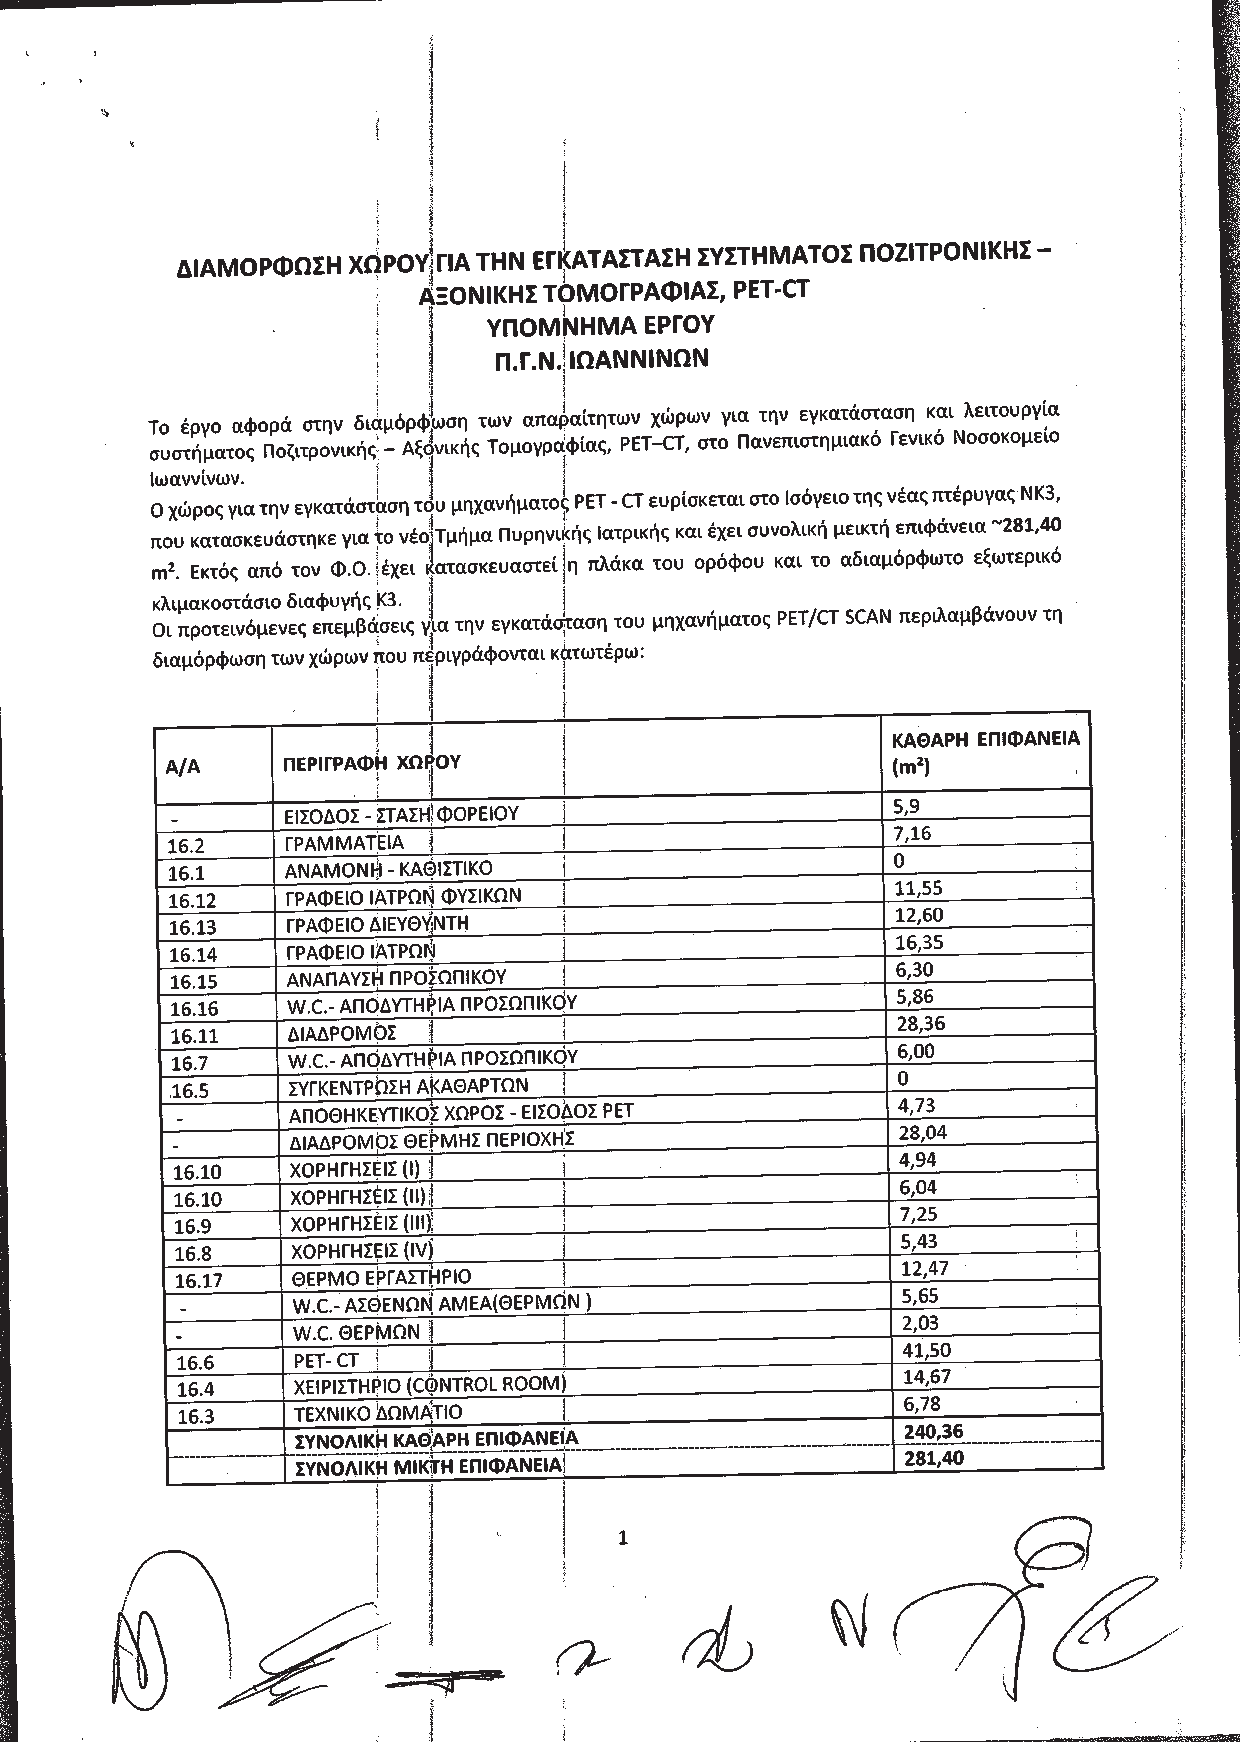 ΔΙΑΜΟΡΦΩΣΗ ΧΩΡΟΥ ΓΙΑ ΤΗΝ ΕΓΚΑΤΑΣΤΑΣΗ ΣΥΣΤΗΜΑΤΟΣ ΠΟΖΙΤΡΟΝΙΚΗΣ –
ΑΞΟΝΙΚΗΣ ΤΟΜΟΓΡΑΦΙΑΣ, PET-CT
ΥΠΟΜΝΗΜΑ ΕΡΓΟΥ
Π.Γ.Ν. ΙΩΑΝΝΙΝΩΝ
Το έργο αφορά στην διαμόρφωση των απαραίτητων χώρων για την εγκατάσταση και λειτουργία
συστήματος Ποζιτρονικής – Αξονικής Τομογραφίας, PET–CT, στο Πανεπιστημιακό Γενικό Νοσοκομείο
Ιωαννίνων.
Ο χώρος για την εγκατάσταση του μηχανήματος PET - CT ευρίσκεται στο Ισόγειο της νέας πτέρυγας ΝΚ3,
που κατασκευάστηκε για το νέο Τμήμα Πυρηνικής Ιατρικής και έχει συνολική μεικτή επιφάνεια ~281,40
m². Εκτός από τον Φ.Ο. έχει κατασκευαστεί η πλάκα του ορόφου και το αδιαμόρφωτο εξωτερικό
κλιμακοστάσιο διαφυγής Κ3.
Οι προτεινόμενες επεμβάσεις για την εγκατάσταση του μηχανήματος PET/CT SCAN περιλαμβάνουν τη
διαμόρφωση των χώρων που περιγράφονται κατωτέρω:
Α/Α ΠΕΡΙΓΡΑΦΗ ΧΩΡΟΥ ΚΑΘΑΡΗ ΕΠΙΦΑΝΕΙΑ (m²)
- ΕΙΣΟΔΟΣ - ΣΤΑΣΗ ΦΟΡΕΙΟΥ 5,9
16.2 ΓΡΑΜΜΑΤΕΙΑ 7,16
16.1 ΑΝΑΜΟΝΗ - ΚΑΘΙΣΤΙΚΟ 0
16.12 ΓΡΑΦΕΙΟ ΙΑΤΡΩΝ ΦΥΣΙΚΩΝ 11,55
16.13 ΓΡΑΦΕΙΟ ΔΙΕΥΘΥΝΤΗ 12,60
16.14 ΓΡΑΦΕΙΟ ΙΑΤΡΩΝ 16,35
16.15 ΑΝΑΠΑΥΣΗ ΠΡΟΣΩΠΙΚΟΥ 6,30
16.16 W.C.- ΑΠΟΔΥΤΗΡΙΑ ΠΡΟΣΩΠΙΚΟΥ 5,86
16.11 ΔΙΑΔΡΟΜΟΣ 28,36
16.7 W.C.- ΑΠΟΔΥΤΗΡΙΑ ΠΡΟΣΩΠΙΚΟΥ 6,00
16.5 ΣΥΓΚΕΝΤΡΩΣΗ ΑΚΑΘΑΡΤΩΝ 0
- ΑΠΟΘΗΚΕΥΤΙΚΟΣ ΧΩΡΟΣ - ΕΙΣΟΔΟΣ PET 4,73
- ΔΙΑΔΡΟΜΟΣ ΘΕΡΜΗΣ ΠΕΡΙΟΧΗΣ 28,04
16.10 ΧΟΡΗΓΗΣΕΙΣ (I) 4,94
16.10 ΧΟΡΗΓΗΣΕΙΣ (II) 6,04
16.9 ΧΟΡΗΓΗΣΕΙΣ (III) 7,25
16.8 ΧΟΡΗΓΗΣΕΙΣ (IV) 5,43
16.17 ΘΕΡΜΟ ΕΡΓΑΣΤΗΡΙΟ 12,47
- W.C.- ΑΣΘΕΝΩΝ ΑΜΕΑ(ΘΕΡΜΩΝ ) 5,65
- W.C. ΘΕΡΜΩΝ 2,03
16.6 PET- CT 41,50
16.4 ΧΕΙΡΙΣΤΗΡΙΟ (CONTROL ROOM) 14,67
16.3 ΤΕΧΝΙΚΟ ΔΩΜΑΤΙΟ 6,78
ΣΥΝΟΛΙΚΗ ΚΑΘΑΡΗ ΕΠΙΦΑΝΕΙΑ 240,36
ΣΥΝΟΛΙΚΗ ΜΙΚΤΗ ΕΠΙΦΑΝΕΙΑ 281,40
1